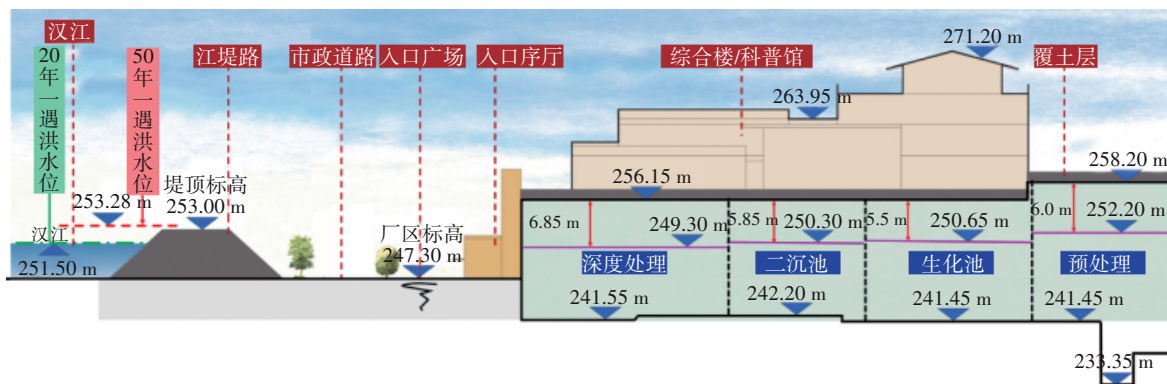 汉江
20年一遇洪水位
50年一遇洪水位
江堤路
市政道路
入口广场
入口序厅
综合楼/科普馆
271.20 m
覆土层
263.95 m
258.20 m
256.15 m
253.28 m
堤顶标高
253.00 m
汉江
251.50 m
厂区标高
247.30 m
6.85 m
249.30 m
5.85 m
250.30 m
5.5 m
250.65 m
6.0 m
252.20 m
深度处理
二沉池
生化池
预处理
241.55 m
242.20 m
241.45 m
241.45 m
233.35 m